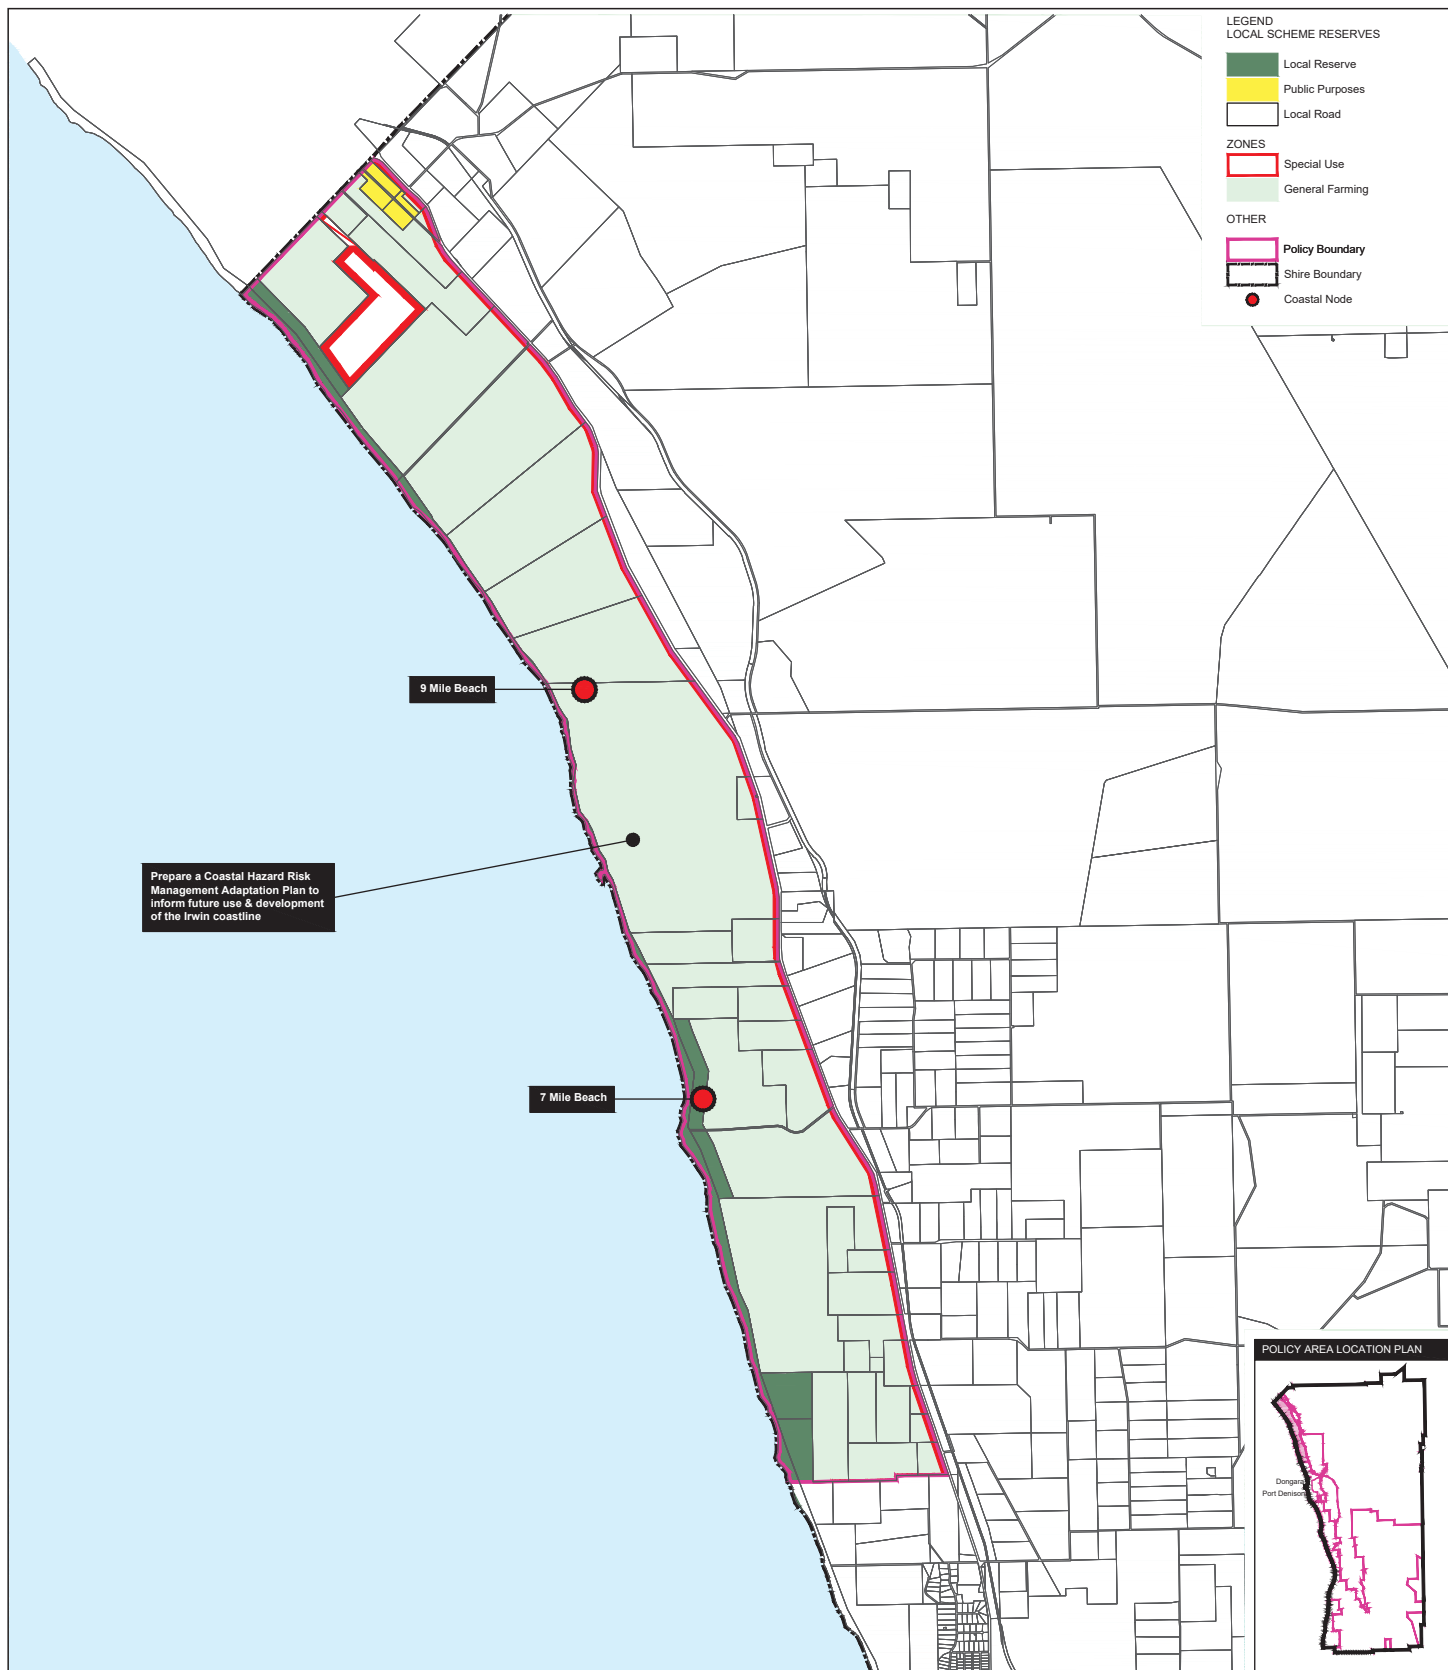 LEGEND
LOCAL SCHEME RESERVES
Local Reserve
Public Purposes
Local Road
ZONES
Special Use
General Farming
OTHER
Policy Boundary
Shire Boundary
Coastal Node
9 Mile Beach
Prepare a Coastal Hazard Risk
Management Adaptation Plan to
inform future use & development
of the Irwin coastline
7 Mile Beach
POLICY AREA LOCATION PLAN
Dongara
Port Denison